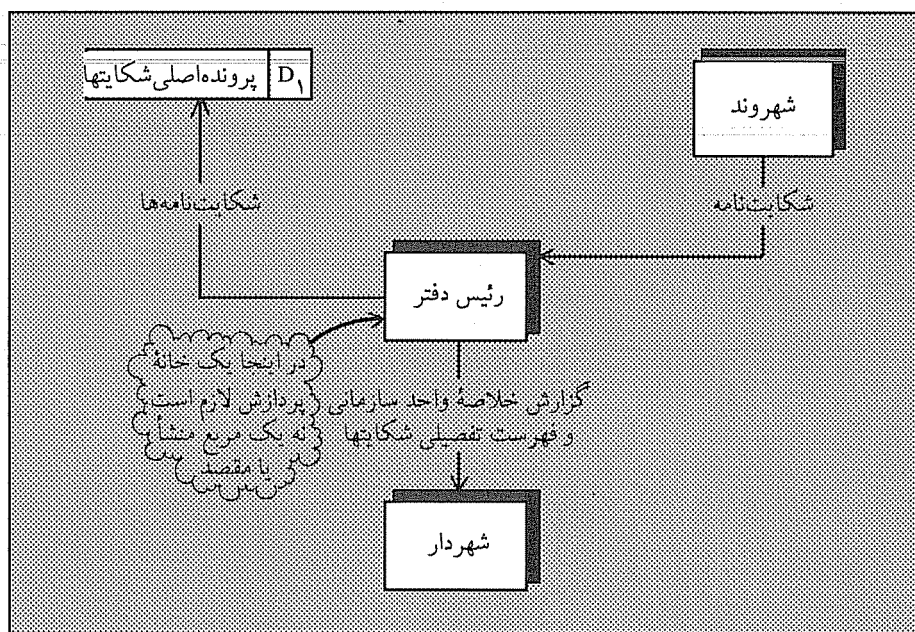 شهروند
D۱ پرونده‌اصلی‌شکایتها
شکایت‌نامه
شکایت‌نامه‌ها
رئیس دفتر
در اینجا یک خانهٔ
پردازش لازم است،
نه یک مربع منشأ
یا مقصد
گزارش خلاصهٔ واحد سازمانی
و فهرست تفصیلی شکایتها
شهردار